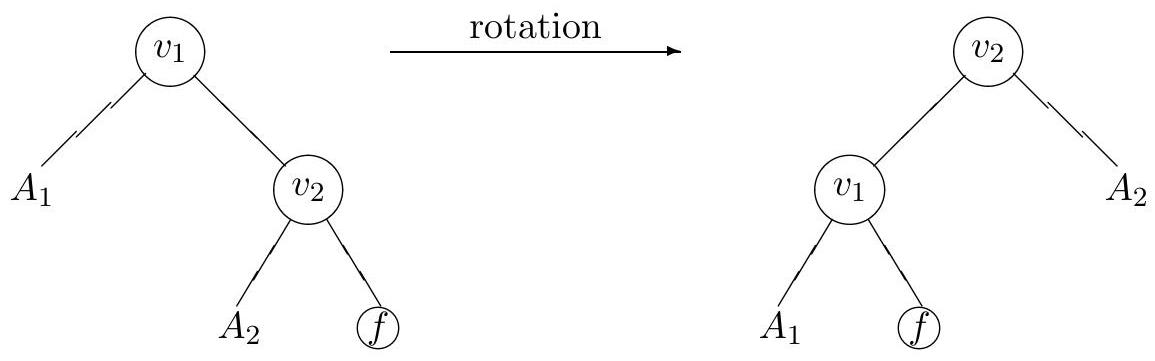 v₁ rotation v₂
A₁ v₂ v₁ A₂
A₂ f A₁ f